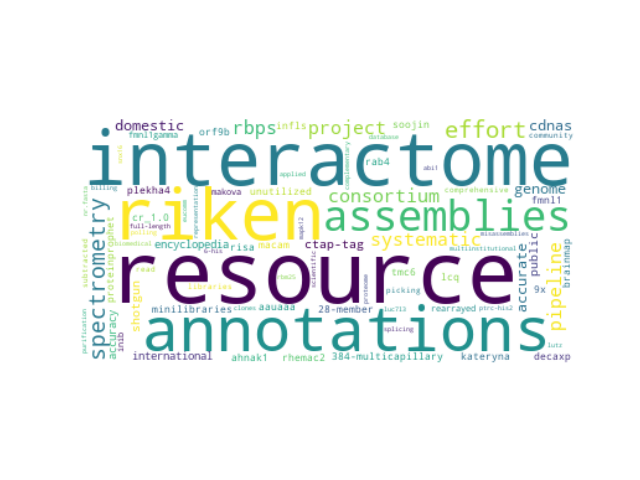 domestic
fmnl1gamma
orf9b
rbps
infls
project
soojin
database
effort
cdnas
community
interactome
rab4
applied
complementary
abi1
billing
plekha4
makova
unutilized
consortium
comprehensive
genome
fmnl1
riken
assemblies
cr_1.0
full-length
mapk12
representation
spectrometry
proteinprophet
subtracted
encyclopedia
6-his
risa
macam
ctap-tag
systematic
multiinstitutional
misassemblies
accurate
public
brainmap
pipeline
resource
read
shotgun
libraries
scientific
proteome
tmc6
lcq
picking
9x
purification
accuracy
inib
minilibraries
clones
aauaaa
28-member
luc713
splicing
rearrayed
ptrc-his2
annotations
international
ahnak1
rhemac2
384-multicapillary
kateryna
decaxp
lutz